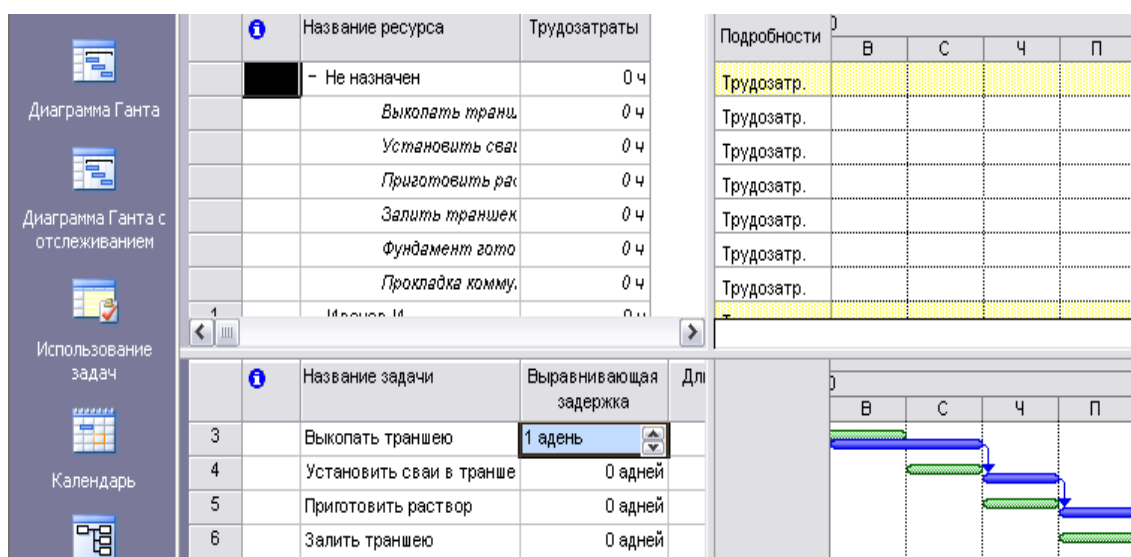 Диаграмма Ганта
Диаграмма Ганта с
отслеживанием
Использование
задач
Календарь
Название ресурса Трудозатраты Подробности
В С Ч П
− Не назначен 0 ч Трудозатр.
Выкопать транш 0 ч Трудозатр.
Установить сваи 0 ч Трудозатр.
Приготовить рас 0 ч Трудозатр.
Залить траншек 0 ч Трудозатр.
Фундамент гото 0 ч Трудозатр.
Прокладка комму. 0 ч Трудозатр.
Название задачи Выравнивающая
задержка
В С Ч П
3 Выкопать траншею 1 адень
4 Установить сваи в транше 0 адней
5 Приготовить раствор 0 адней
6 Залить траншею 0 адней